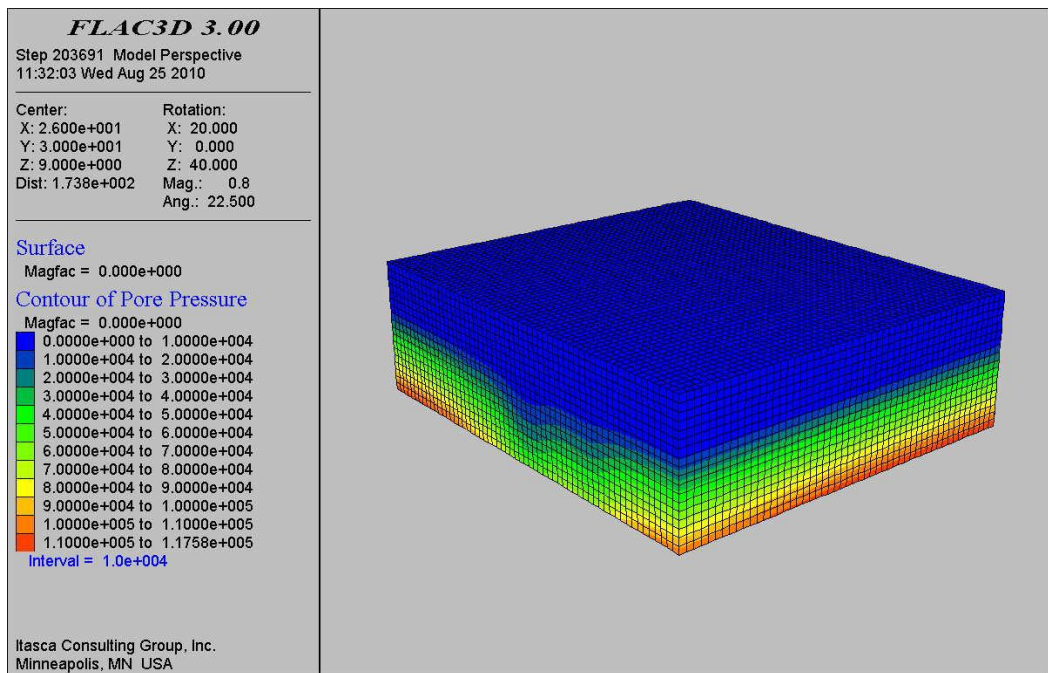 FLAC3D 3.00
Step 203691 Model Perspective
11:32:03 Wed Aug 25 2010
Center: Rotation:
X: 2.600e+001 X: 20.000
Y: 3.000e+001 Y: 0.000
Z: 9.000e+000 Z: 40.000
Dist: 1.738e+002 Mag.: 0.8
Ang.: 22.500
Surface
Magfac = 0.000e+000
Contour of Pore Pressure
Magfac = 0.000e+000
0.0000e+000 to 1.0000e+004
1.0000e+004 to 2.0000e+004
2.0000e+004 to 3.0000e+004
3.0000e+004 to 4.0000e+004
4.0000e+004 to 5.0000e+004
5.0000e+004 to 6.0000e+004
6.0000e+004 to 7.0000e+004
7.0000e+004 to 8.0000e+004
8.0000e+004 to 9.0000e+004
9.0000e+004 to 1.0000e+005
1.0000e+005 to 1.1000e+005
1.1000e+005 to 1.1758e+005
Interval = 1.0e+004
Itasca Consulting Group, Inc.
Minneapolis, MN USA